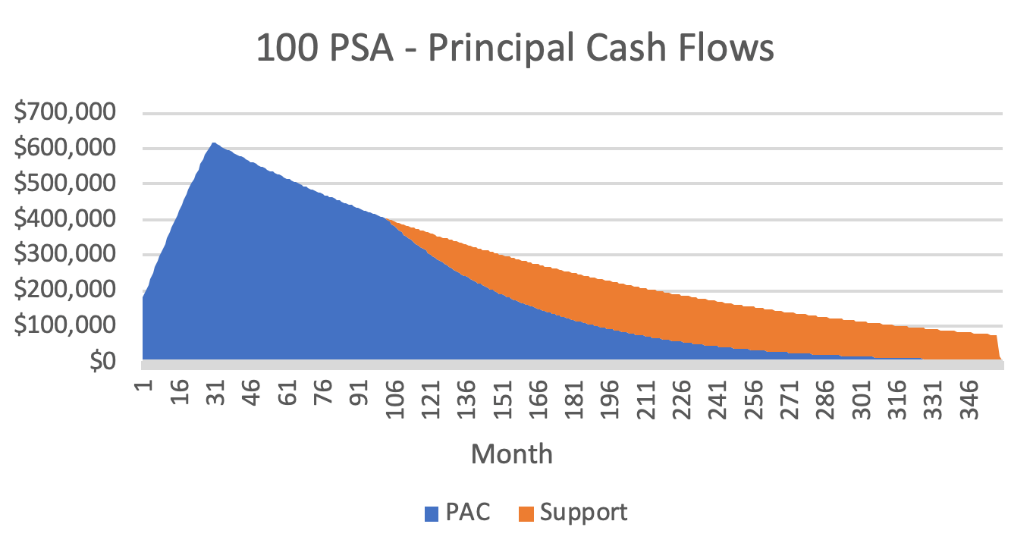 100 PSA - Principal Cash Flows
$700,000
$600,000
$500,000
$400,000
$300,000
$200,000
$100,000
$0
1 16 31 46 61 76 91 106 121 136 151 166 181 196 211 226 241 256 271 286 301 316 331 346
Month
PAC Support